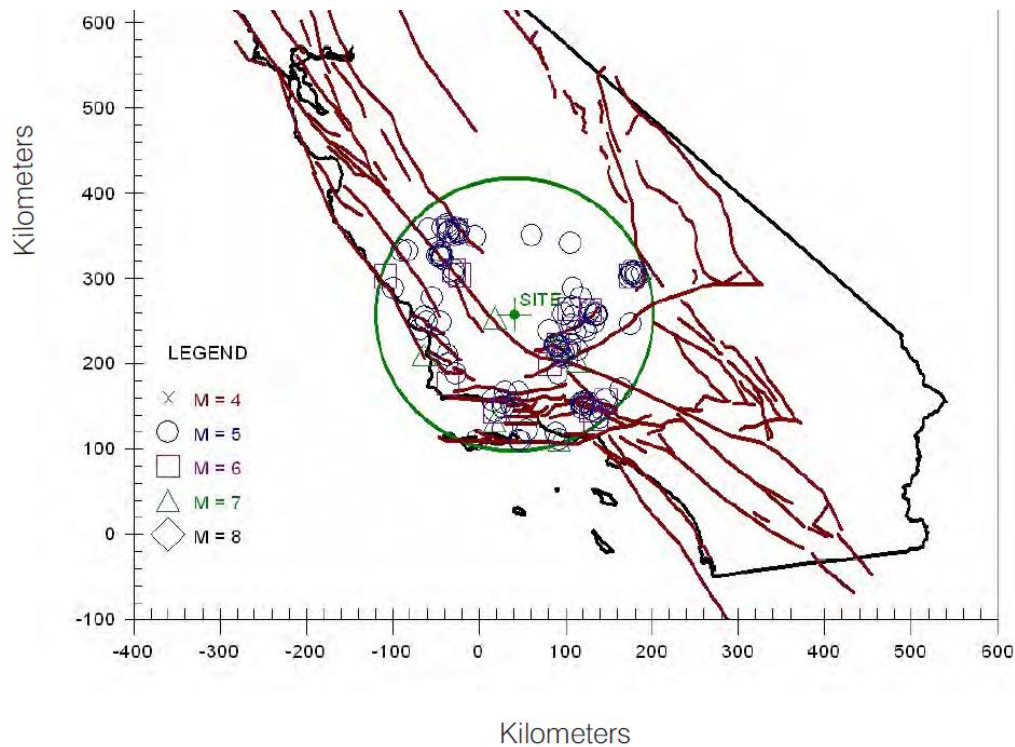 Kilometers
600
500
400
300
200
100
0
-100
SITE
LEGEND
M = 4
M = 5
M = 6
M = 7
M = 8
-400 -300 -200 -100 0 100 200 300 400 500 600
Kilometers